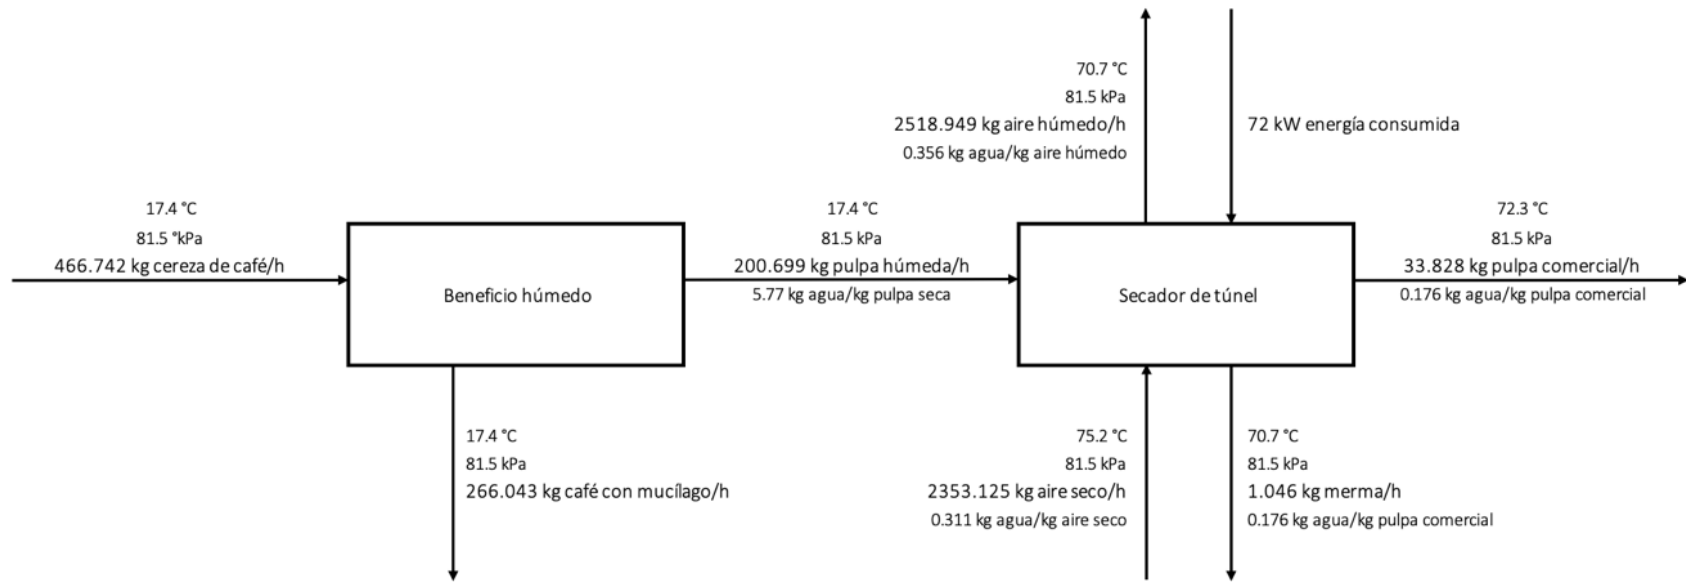 70.7 °C
81.5 kPa
2518.949 kg aire húmedo/h
0.356 kg agua/kg aire húmedo
72 kW energía consumida
17.4 °C
81.5 °kPa
466.742 kg cereza de café/h
Beneficio húmedo
17.4 °C
81.5 kPa
200.699 kg pulpa húmeda/h
5.77 kg agua/kg pulpa seca
Secador de túnel
72.3 °C
81.5 kPa
33.828 kg pulpa comercial/h
0.176 kg agua/kg pulpa comercial
17.4 °C
81.5 kPa
266.043 kg café con mucílago/h
75.2 °C
81.5 kPa
2353.125 kg aire seco/h
0.311 kg agua/kg aire seco
70.7 °C
81.5 kPa
1.046 kg merma/h
0.176 kg agua/kg pulpa comercial